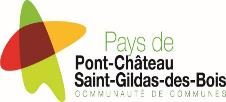 Pays de
Pont-Château
Saint-Gildas-des-Bois
COMMUNAUTÉ DE COMMUNES